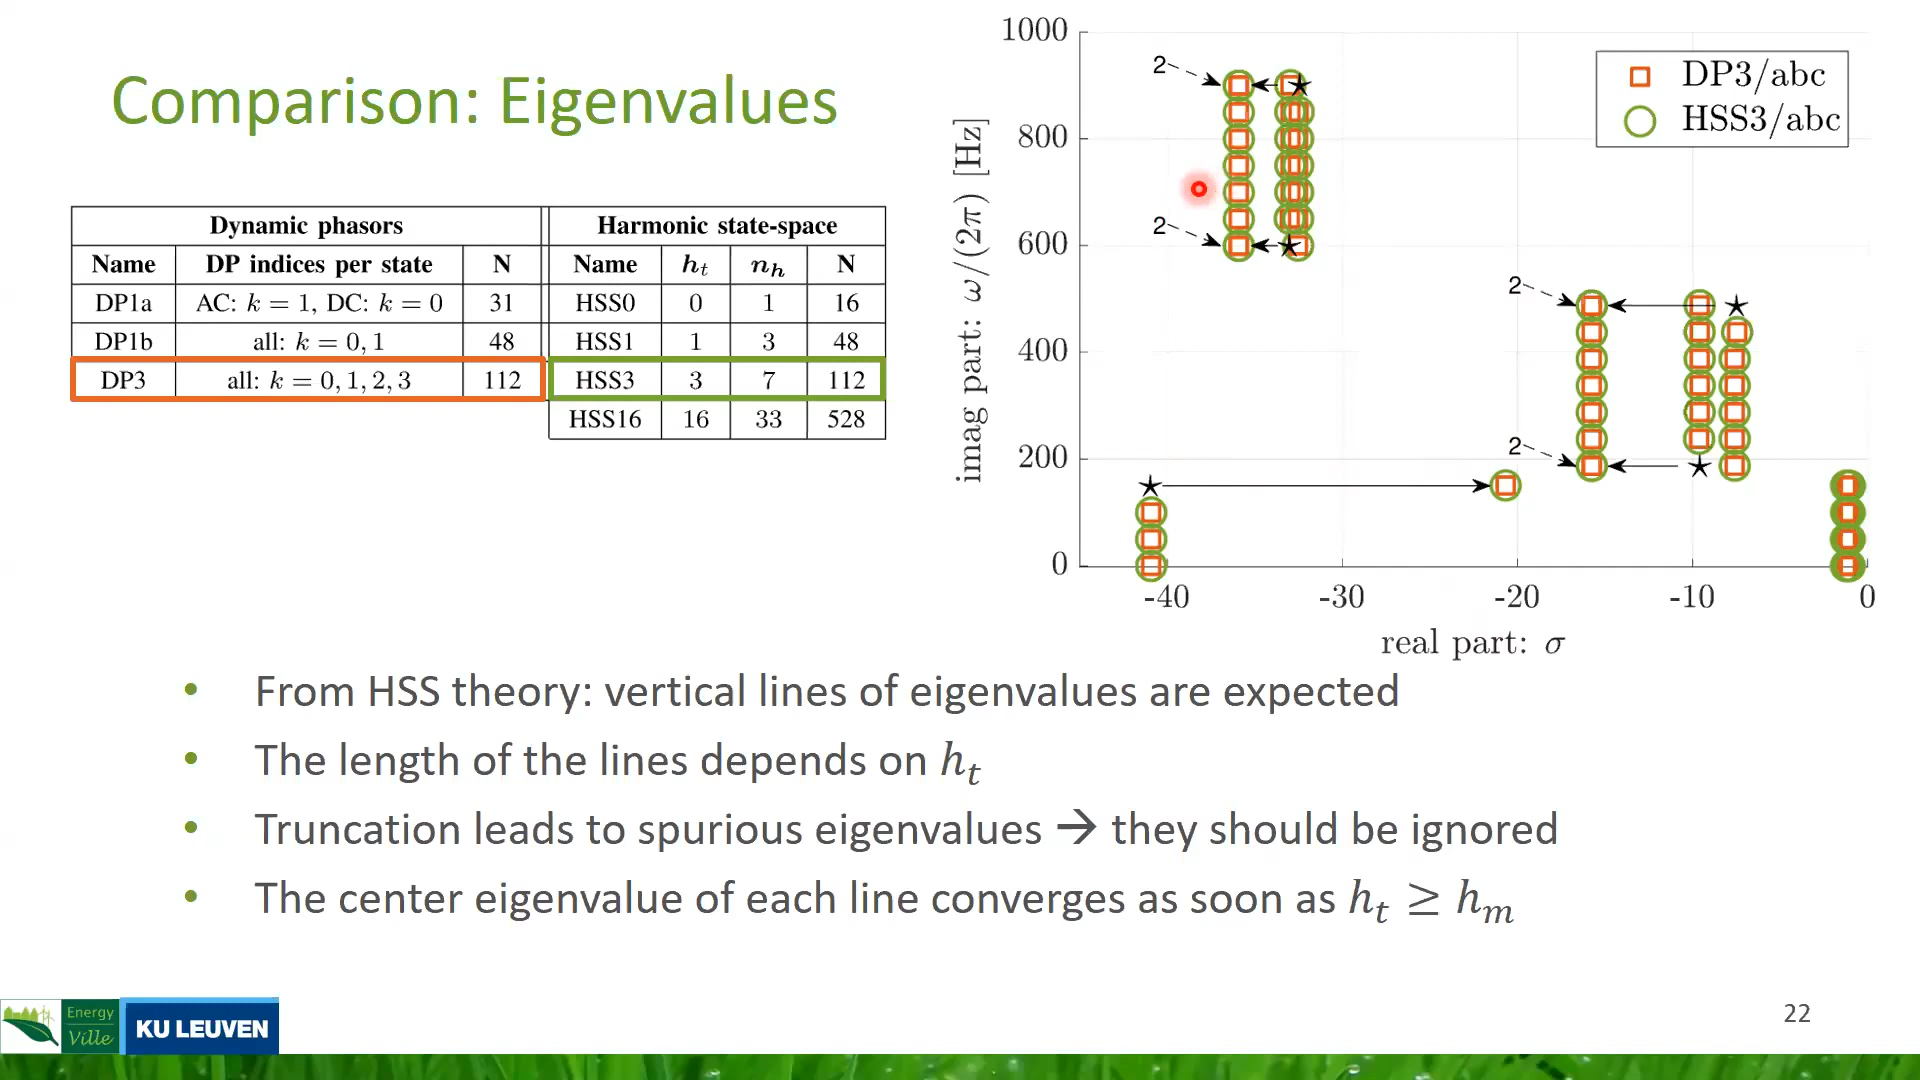 Comparison: Eigenvalues
Dynamic phasors
Harmonic state-space
Name DP indices per state N Name h_t n_h N
DP1a AC: k = 1, DC: k = 0 31 HSS0 0 1 16
DP1b all: k = 0, 1 48 HSS1 1 3 48
DP3 all: k = 0, 1, 2, 3 112 HSS3 3 7 112
HSS16 16 33 528
DP3/abc
HSS3/abc
imag part: ω/(2π) [Hz]
1000
800
600
400
200
0
2
2
2
2
-40 -30 -20 -10 0
real part: σ
• From HSS theory: vertical lines of eigenvalues are expected
• The length of the lines depends on h_t
• Truncation leads to spurious eigenvalues → they should be ignored
• The center eigenvalue of each line converges as soon as h_t ≥ h_m
Energy
Ville
KU LEUVEN
22